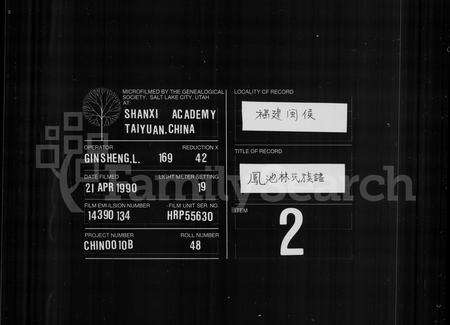 MICROFILMED BY THE GENEALOGICAL
SOCIETY, SALT LAKE CITY, UTAH
AT:
SHANXI ACADEMY
TAIYUAN.CHINA
OPERATOR
REDUCTION X
GINSHENG,L. 169 42
DATE FILMED
LIGHT METER SETTING
21 APR 1990 19
FILM EMULSION NUMBER
FILM UNIT SER. NO.
14390 134 HRP55630
PROJECT NUMBER
ROLL NUMBER
CHIN0010B 48
LOCALITY OF RECORD
福建闽侯
TITLE OF RECORD
鳳池林氏族譜
ITEM
2
FamilySearch